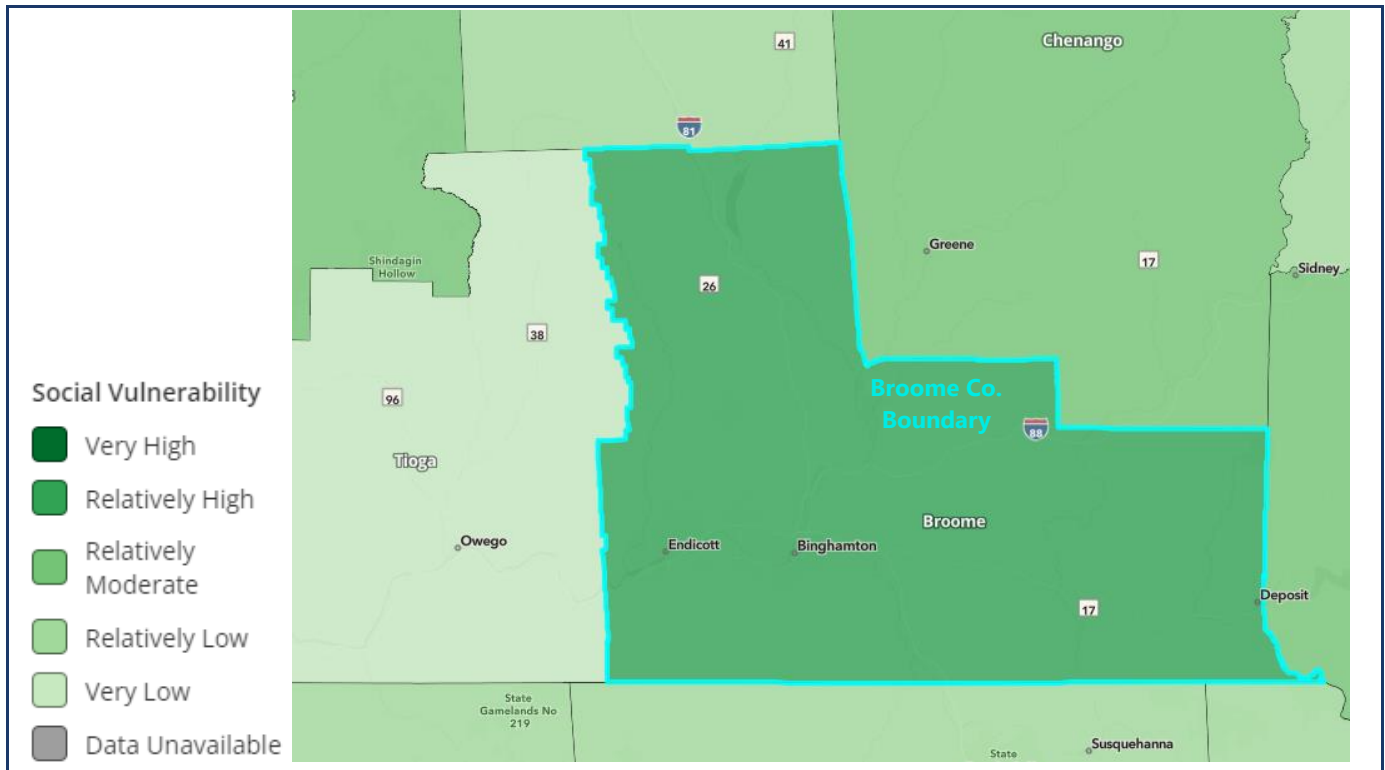 Social Vulnerability
Very High
Relatively High
Relatively
Moderate
Relatively Low
Very Low
Data Unavailable
41
Chenango
81
Greene
17
Sidney
Shindagin
Hollow
26
38
96
Broome Co.
Boundary
88
Tioga
Broome
Owego
Endicott
Binghamton
Deposit
17
State
Gamelands No
219
Susquehanna
State